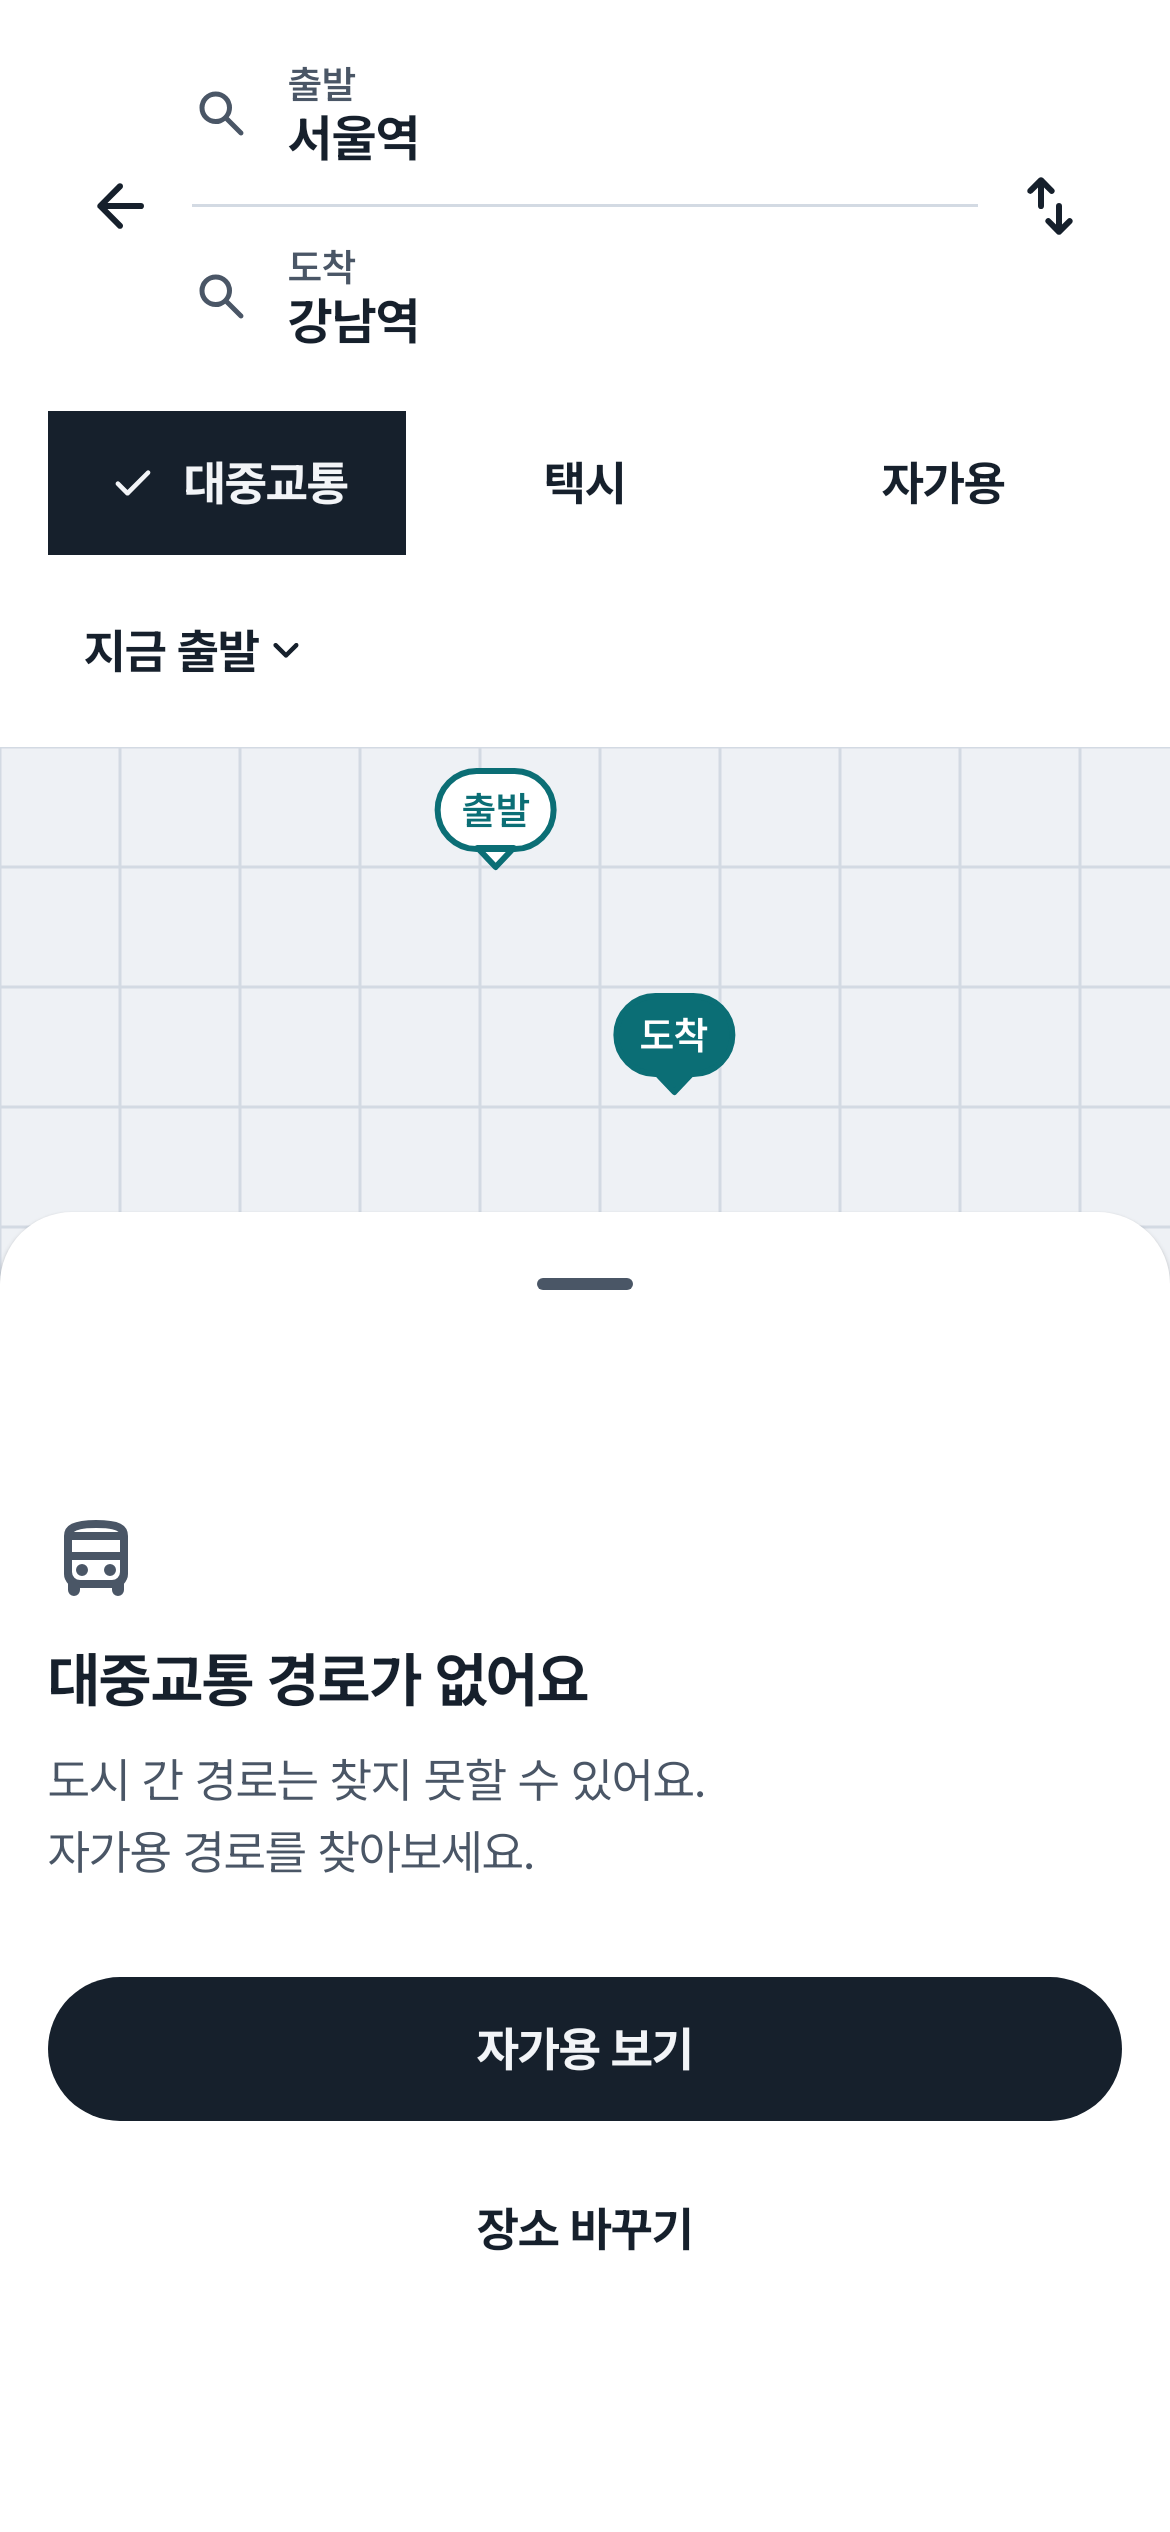 출발
서울역
도착
강남역
대중교통
택시
자가용
지금 출발
출발
도착
대중교통 경로가 없어요
도시 간 경로는 찾지 못할 수 있어요.
자가용 경로를 찾아보세요.
자가용 보기
장소 바꾸기